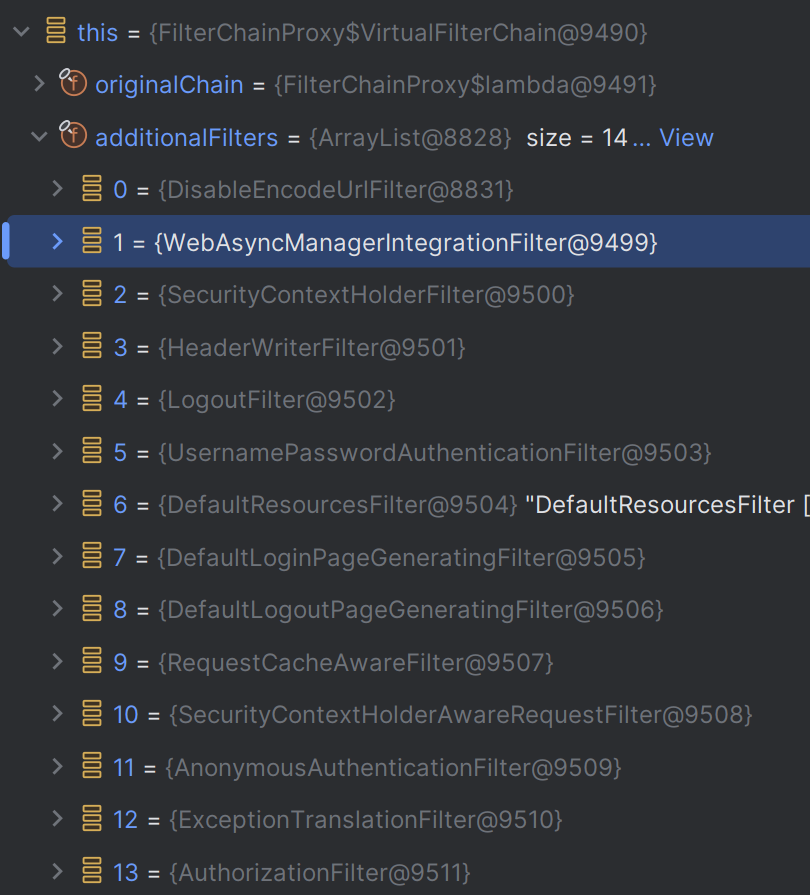 this = {FilterChainProxy$VirtualFilterChain@9490}
originalChain = {FilterChainProxy$lambda@9491}
additionalFilters = {ArrayList@8828} size = 14 ... View
0 = {DisableEncodeUrlFilter@8831}
1 = {WebAsyncManagerIntegrationFilter@9499}
2 = {SecurityContextHolderFilter@9500}
3 = {HeaderWriterFilter@9501}
4 = {LogoutFilter@9502}
5 = {UsernamePasswordAuthenticationFilter@9503}
6 = {DefaultResourcesFilter@9504} "DefaultResourcesFilter [
7 = {DefaultLoginPageGeneratingFilter@9505}
8 = {DefaultLogoutPageGeneratingFilter@9506}
9 = {RequestCacheAwareFilter@9507}
10 = {SecurityContextHolderAwareRequestFilter@9508}
11 = {AnonymousAuthenticationFilter@9509}
12 = {ExceptionTranslationFilter@9510}
13 = {AuthorizationFilter@9511}